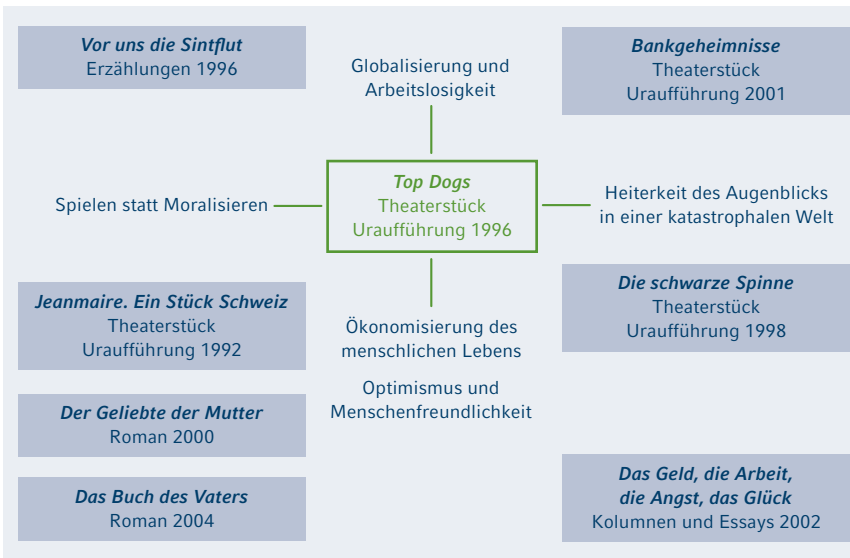 Vor uns die Sintflut
Erzählungen 1996
Globalisierung und
Arbeitslosigkeit
Bankgeheimnisse
Theaterstück
Uraufführung 2001
Spielen statt Moralisieren
Top Dogs
Theaterstück
Uraufführung 1996
Heiterkeit des Augenblicks
in einer katastrophalen Welt
Jeanmaire. Ein Stück Schweiz
Theaterstück
Uraufführung 1992
Ökonomisierung des
menschlichen Lebens
Optimismus und
Menschenfreundlichkeit
Die schwarze Spinne
Theaterstück
Uraufführung 1998
Der Geliebte der Mutter
Roman 2000
Das Buch des Vaters
Roman 2004
Das Geld, die Arbeit,
die Angst, das Glück
Kolumnen und Essays 2002